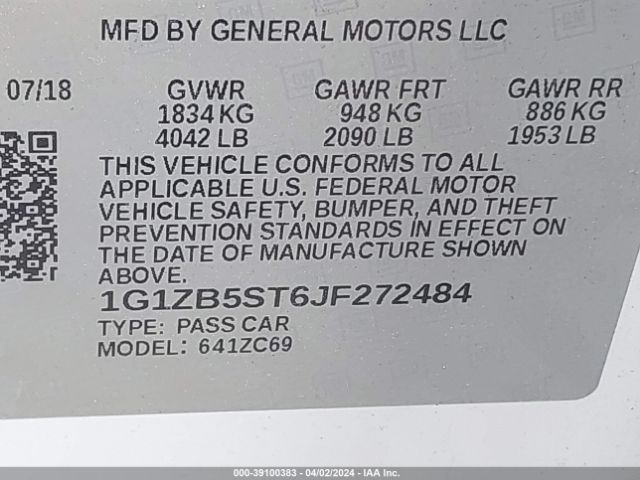 MFD BY GENERAL MOTORS LLC
07/18 GVWR GAWR FRT GAWR RR
1834 KG 948 KG 886 KG
4042 LB 2090 LB 1953 LB
THIS VEHICLE CONFORMS TO ALL
APPLICABLE U.S. FEDERAL MOTOR
VEHICLE SAFETY, BUMPER, AND THEFT
PREVENTION STANDARDS IN EFFECT ON
THE DATE OF MANUFACTURE SHOWN
ABOVE.
1G1ZB5ST6JF272484
TYPE: PASS CAR
MODEL: 641ZC69
000-39100383 - 04/02/2024 - IAA Inc.